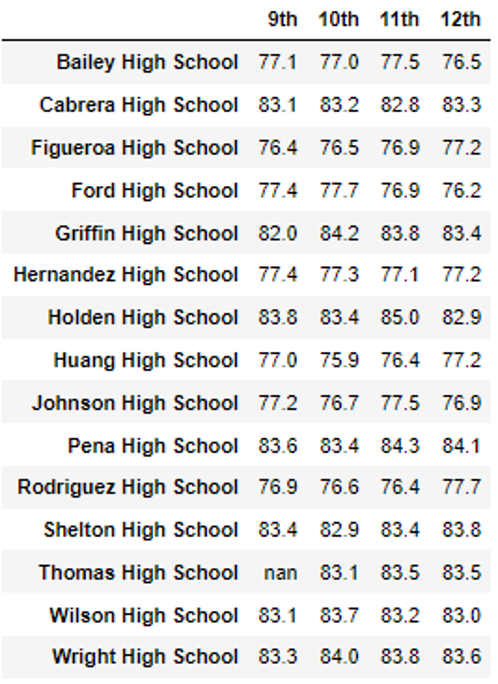 9th 10th 11th 12th
Bailey High School 77.1 77.0 77.5 76.5
Cabrera High School 83.1 83.2 82.8 83.3
Figueroa High School 76.4 76.5 76.9 77.2
Ford High School 77.4 77.7 76.9 76.2
Griffin High School 82.0 84.2 83.8 83.4
Hernandez High School 77.4 77.3 77.1 77.2
Holden High School 83.8 83.4 85.0 82.9
Huang High School 77.0 75.9 76.4 77.2
Johnson High School 77.2 76.7 77.5 76.9
Pena High School 83.6 83.4 84.3 84.1
Rodriguez High School 76.9 76.6 76.4 77.7
Shelton High School 83.4 82.9 83.4 83.8
Thomas High School nan 83.1 83.5 83.5
Wilson High School 83.1 83.7 83.2 83.0
Wright High School 83.3 84.0 83.8 83.6